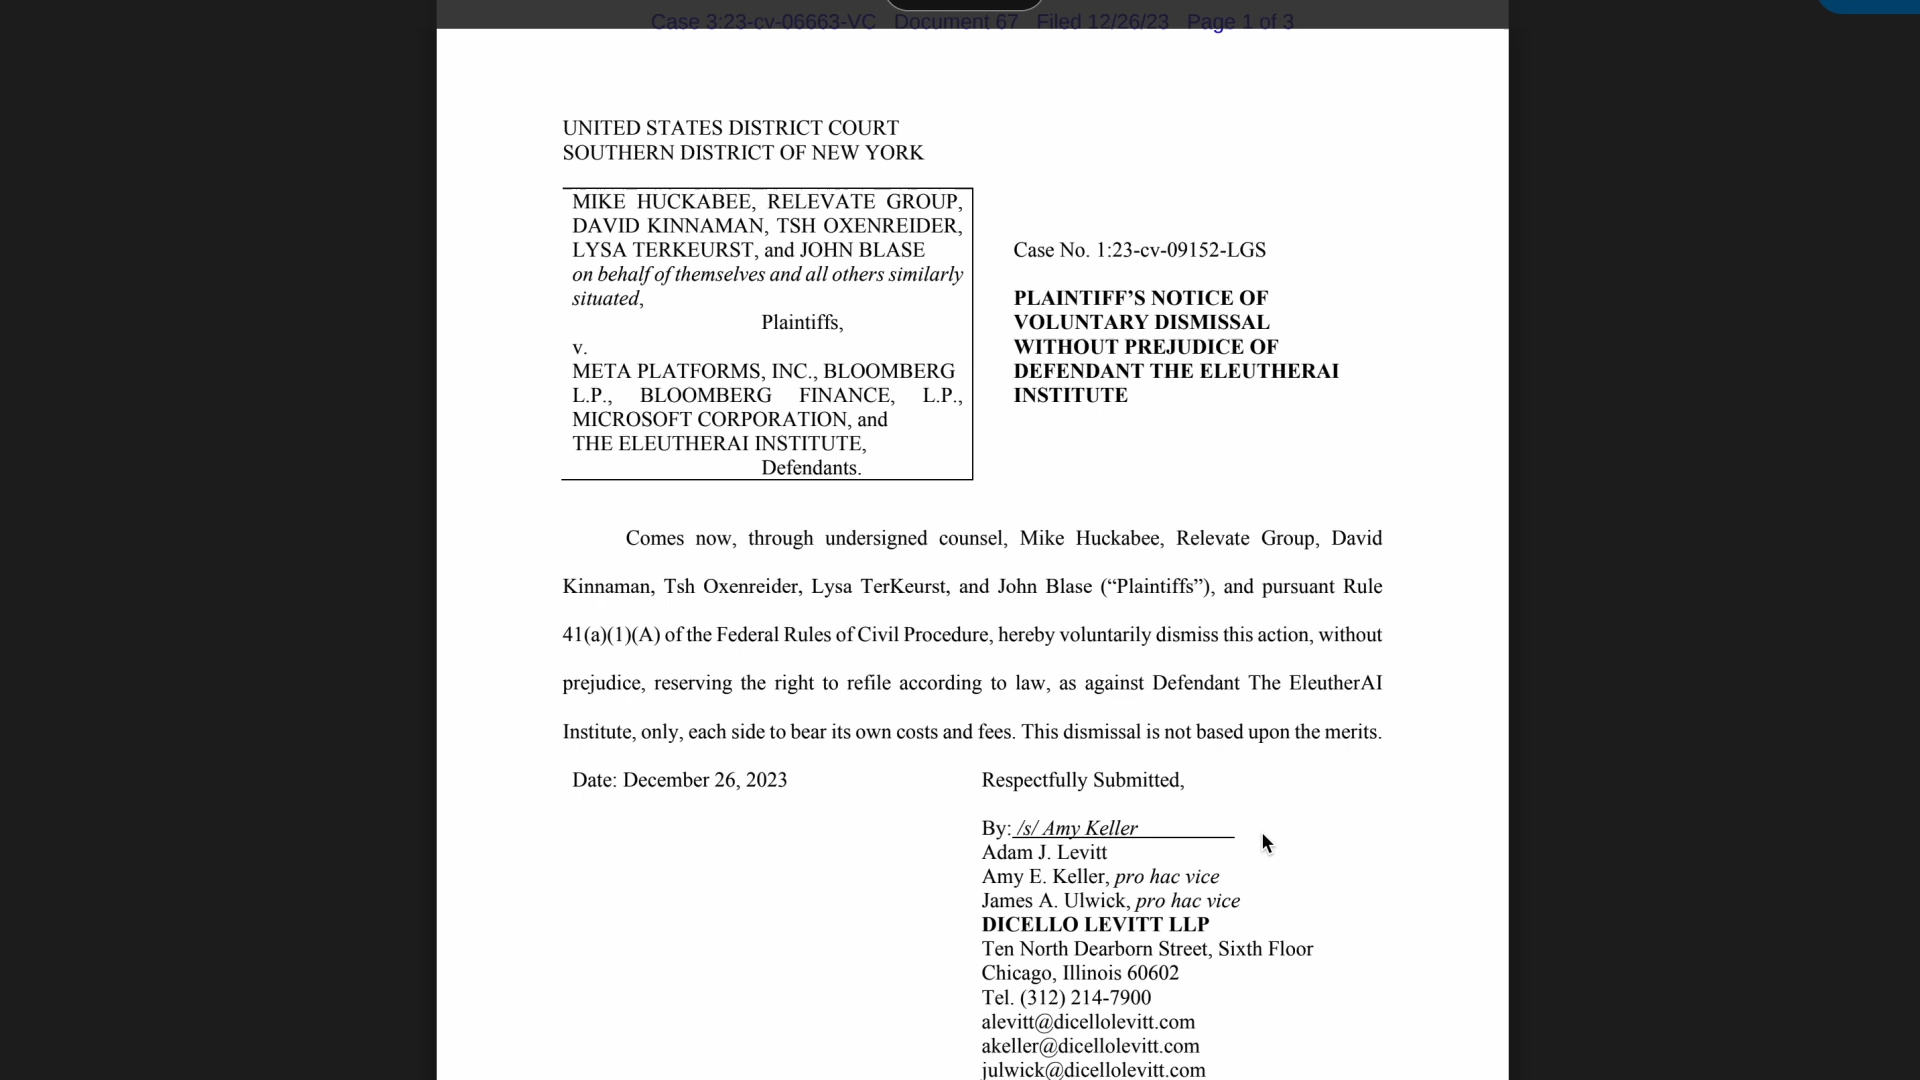 Case 3:23-cv-06663-VC Document 67 Filed 12/26/23 Page 1 of 3
UNITED STATES DISTRICT COURT
SOUTHERN DISTRICT OF NEW YORK
MIKE HUCKABEE, RELEVATE GROUP,
DAVID KINNAMAN, TSH OXENREIDER,
LYSA TERKEURST, and JOHN BLASE
on behalf of themselves and all others similarly
situated,
Plaintiffs,
v.
META PLATFORMS, INC., BLOOMBERG
L.P., BLOOMBERG FINANCE, L.P.,
MICROSOFT CORPORATION, and
THE ELEUTHERAI INSTITUTE,
Defendants.
Case No. 1:23-cv-09152-LGS
PLAINTIFF’S NOTICE OF
VOLUNTARY DISMISSAL
WITHOUT PREJUDICE OF
DEFENDANT THE ELEUTHERAI
INSTITUTE
Comes now, through undersigned counsel, Mike Huckabee, Relevate Group, David
Kinnaman, Tsh Oxenreider, Lysa TerKeurst, and John Blase (“Plaintiffs”), and pursuant Rule
41(a)(1)(A) of the Federal Rules of Civil Procedure, hereby voluntarily dismiss this action, without
prejudice, reserving the right to refile according to law, as against Defendant The EleutherAI
Institute, only, each side to bear its own costs and fees. This dismissal is not based upon the merits.
Date: December 26, 2023
Respectfully Submitted,
By: /s/ Amy Keller
Adam J. Levitt
Amy E. Keller, pro hac vice
James A. Ulwick, pro hac vice
DICELLO LEVITT LLP
Ten North Dearborn Street, Sixth Floor
Chicago, Illinois 60602
Tel. (312) 214-7900
alevitt@dicellolevitt.com
akeller@dicellolevitt.com
julwick@dicellolevitt.com